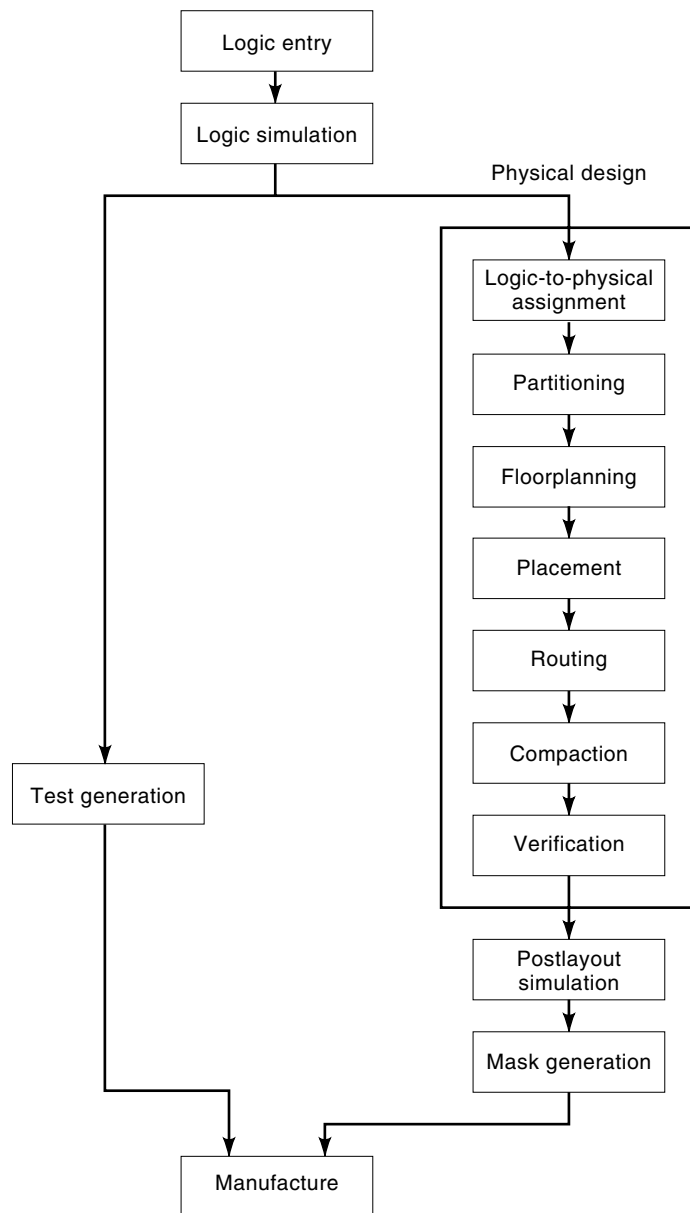 Logic entry
Logic simulation
Physical design
Logic-to-physical
assignment
Partitioning
Floorplanning
Placement
Routing
Compaction
Test generation
Verification
Postlayout
simulation
Mask generation
Manufacture